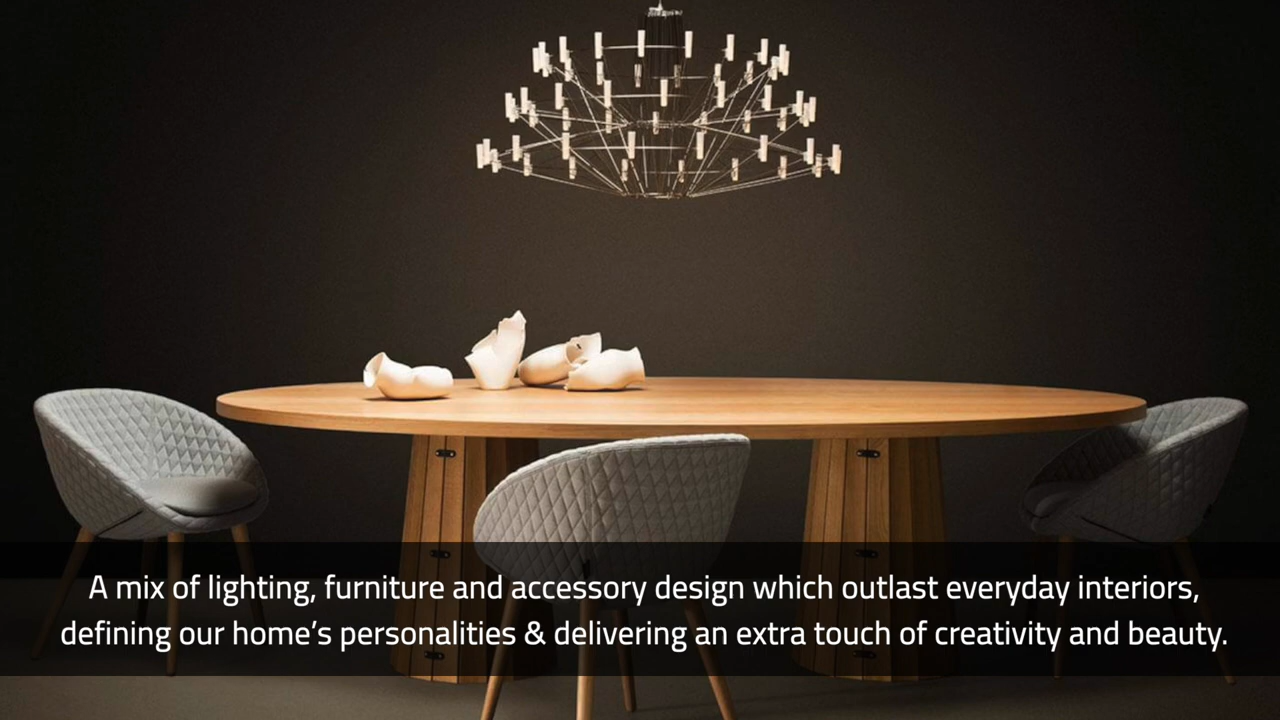 A mix of lighting, furniture and accessory design which outlast everyday interiors,
defining our home’s personalities & delivering an extra touch of creativity and beauty.